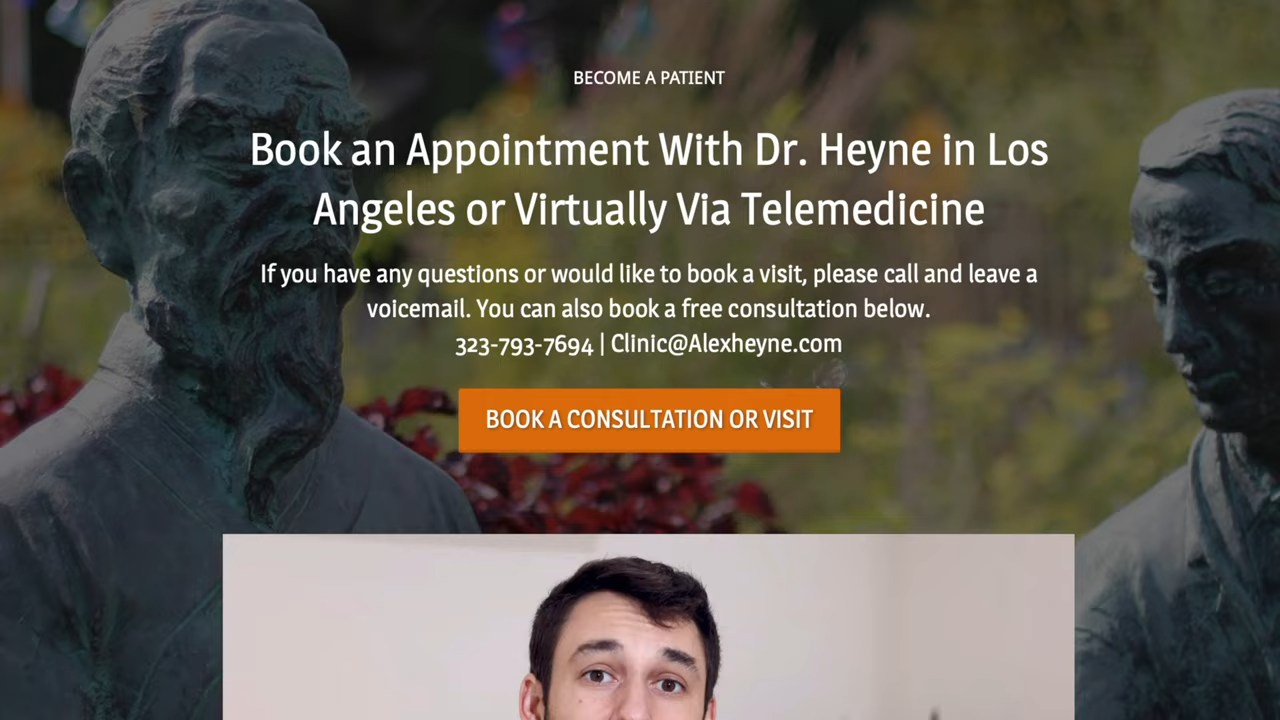 BECOME A PATIENT
Book an Appointment With Dr. Heyne in Los
Angeles or Virtually Via Telemedicine
If you have any questions or would like to book a visit, please call and leave a
voicemail. You can also book a free consultation below.
323-793-7694 | Clinic@Alexheyne.com
BOOK A CONSULTATION OR VISIT